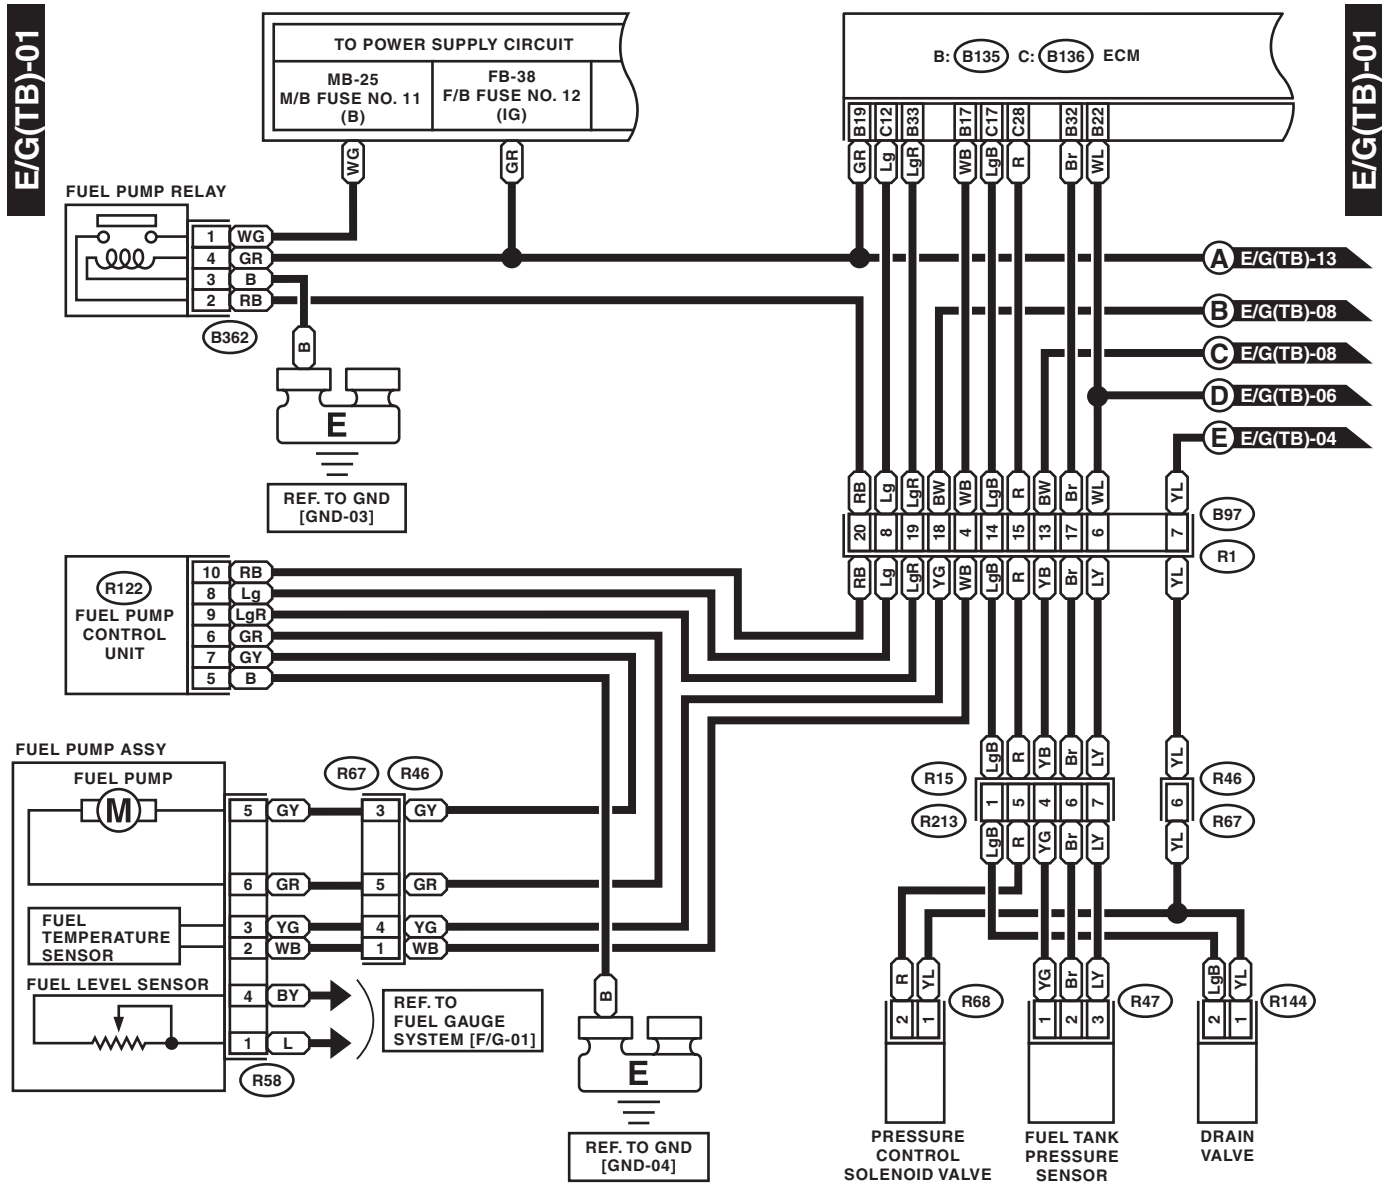 E/G(TB)-01
E/G(TB)-01
TO POWER SUPPLY CIRCUIT
MB-25
M/B FUSE NO. 11
(B)
FB-38
F/B FUSE NO. 12
(IG)
B: B135 C: B136 ECM
B19 C12 B33 B17 C17 C28 B32 B22
WG GR GR Lg LgR WB LgB R Br WL
FUEL PUMP RELAY
1 WG
4 GR
3 B
2 RB
B362
A E/G(TB)-13
B E/G(TB)-08
C E/G(TB)-08
D E/G(TB)-06
E E/G(TB)-04
B
E
REF. TO GND
[GND-03]
RB Lg LgR BW WB LgB R BW Br WL YL
20 8 19 18 4 14 15 13 17 6 7
B97
R1
RB Lg LgR YG WB LgB R YB Br LY YL
R122
FUEL PUMP
CONTROL
UNIT
10 RB
8 Lg
9 LgR
6 GR
7 GY
5 B
FUEL PUMP ASSY
FUEL PUMP
M
R67 R46
5 GY 3 GY
6 GR 5 GR
FUEL
TEMPERATURE
SENSOR
3 YG 4 YG
2 WB 1 WB
FUEL LEVEL SENSOR
4 BY
1 L
R58
REF. TO
FUEL GAUGE
SYSTEM [F/G-01]
B
E
REF. TO GND
[GND-04]
LgB R YB Br LY YL
R15
R213
1 5 4 6 7 6
R46
R67
LgB R YG Br LY YL
R YL YG Br LY LgB YL
2 1 R68
1 2 3 R47
2 1 R144
PRESSURE
CONTROL
SOLENOID VALVE
FUEL TANK
PRESSURE
SENSOR
DRAIN
VALVE